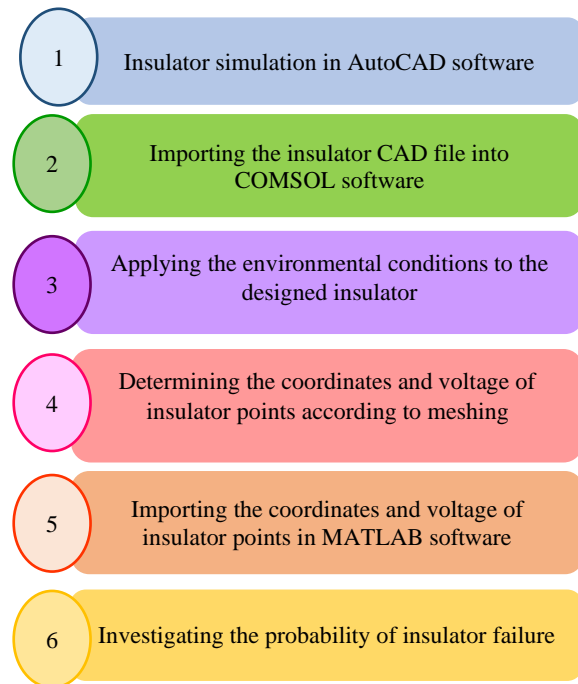 1
Insulator simulation in AutoCAD software
2
Importing the insulator CAD file into
COMSOL software
3
Applying the environmental conditions to the
designed insulator
4
Determining the coordinates and voltage of
insulator points according to meshing
5
Importing the coordinates and voltage of
insulator points in MATLAB software
6
Investigating the probability of insulator failure